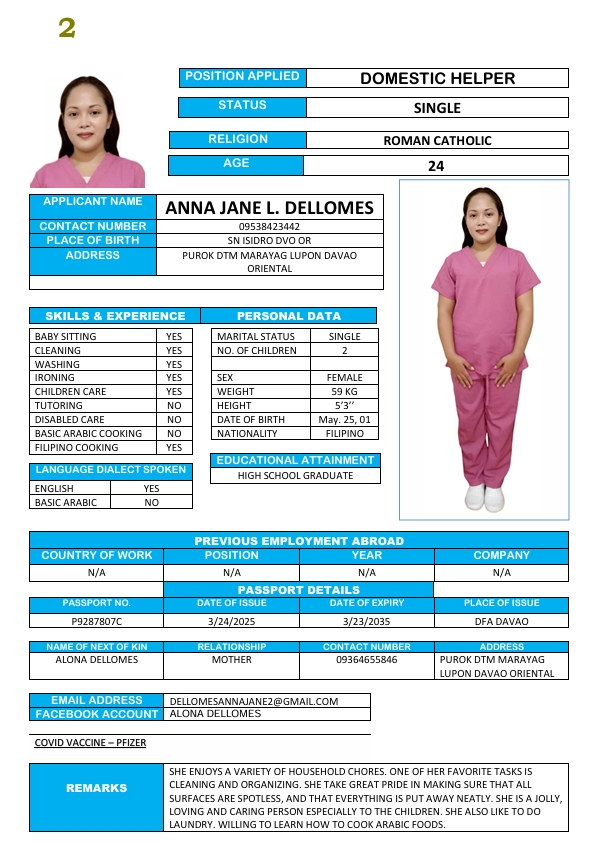 2
POSITION APPLIED DOMESTIC HELPER
STATUS SINGLE
RELIGION ROMAN CATHOLIC
AGE 24
APPLICANT NAME ANNA JANE L. DELLOMES
CONTACT NUMBER 09538423442
PLACE OF BIRTH SN ISIDRO DVO OR
ADDRESS PUROK DTM MARAYAG LUPON DAVAO
ORIENTAL
SKILLS & EXPERIENCE PERSONAL DATA
BABY SITTING YES MARITAL STATUS SINGLE
CLEANING YES NO. OF CHILDREN 2
WASHING YES
IRONING YES SEX FEMALE
CHILDREN CARE YES WEIGHT 59 KG
TUTORING NO HEIGHT 5’3’’
DISABLED CARE NO DATE OF BIRTH May. 25, 01
BASIC ARABIC COOKING NO NATIONALITY FILIPINO
FILIPINO COOKING YES
EDUCATIONAL ATTAINMENT
LANGUAGE DIALECT SPOKEN
HIGH SCHOOL GRADUATE
ENGLISH YES
BASIC ARABIC NO
PREVIOUS EMPLOYMENT ABROAD
COUNTRY OF WORK POSITION YEAR COMPANY
N/A N/A N/A N/A
PASSPORT DETAILS
PASSPORT NO. DATE OF ISSUE DATE OF EXPIRY PLACE OF ISSUE
P9287807C 3/24/2025 3/23/2035 DFA DAVAO
NAME OF NEXT OF KIN RELATIONSHIP CONTACT NUMBER ADDRESS
ALONA DELLOMES MOTHER 09364655846 PUROK DTM MARAYAG
LUPON DAVAO ORIENTAL
EMAIL ADDRESS DELLOMESANNAJANE2@GMAIL.COM
FACEBOOK ACCOUNT ALONA DELLOMES
COVID VACCINE – PFIZER
REMARKS
SHE ENJOYS A VARIETY OF HOUSEHOLD CHORES. ONE OF HER FAVORITE TASKS IS
CLEANING AND ORGANIZING. SHE TAKE GREAT PRIDE IN MAKING SURE THAT ALL
SURFACES ARE SPOTLESS, AND THAT EVERYTHING IS PUT AWAY NEATLY. SHE IS A JOLLY,
LOVING AND CARING PERSON ESPECIALLY TO THE CHILDREN. SHE ALSO LIKE TO DO
LAUNDRY. WILLING TO LEARN HOW TO COOK ARABIC FOODS.